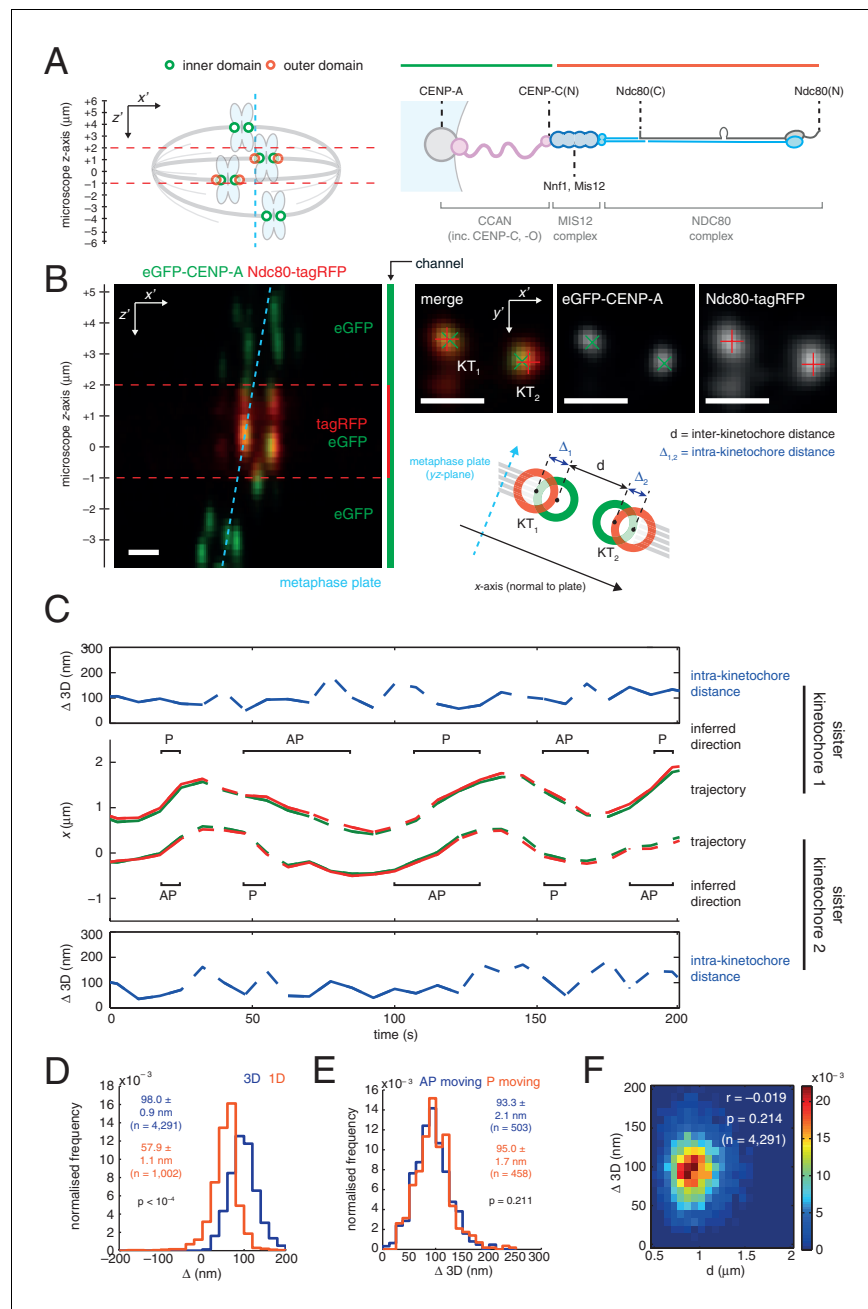 A
inner domain outer domain
x'
z'
microscope z-axis (μm)
+6
+5
+4
+3
+2
+1
0
−1
−2
−3
−4
−5
−6
CENP-A
CENP-C(N)
Ndc80(C)
Ndc80(N)
Nnf1, Mis12
CCAN
(inc. CENP-C, -O)
MIS12
complex
NDC80
complex
B
eGFP-CENP-A Ndc80-tagRFP
channel
x'
z'
microscope z-axis (μm)
+5
+4
+3
+2
+1
0
−1
−2
−3
eGFP
tagRFP
eGFP
eGFP
metaphase plate
merge
x'
y'
eGFP-CENP-A
Ndc80-tagRFP
KT1
KT2
d = inter-kinetochore distance
Δ1,2 = intra-kinetochore distance
metaphase plate
(yz-plane)
Δ1
d
Δ2
KT1
KT2
x-axis (normal to plate)
C
Δ 3D (nm)
300
200
100
0
intra-kinetochore
distance
P AP P AP P
inferred
direction
x (μm)
2
1
0
−1
trajectory
trajectory
AP P AP P AP
inferred
direction
Δ 3D (nm)
300
200
100
0
intra-kinetochore
distance
0 50 100 150 200
time (s)
sister
kinetochore 1
sister
kinetochore 2
D
x10⁻³
3D 1D
normalised frequency
18
16
14
12
10
8
6
4
2
0
98.0 ±
0.9 nm
(n = 4,291)
57.9 ±
1.1 nm
(n = 1,002)
p < 10⁻⁴
−200 −100 0 100 200
Δ (nm)
E
x10⁻³
AP moving P moving
normalised frequency
16
14
12
10
8
6
4
2
0
93.3 ±
2.1 nm
(n = 503)
95.0 ±
1.7 nm
(n = 458)
p = 0.211
0 50 100 150 200 250 300
Δ 3D (nm)
F
Δ 3D (nm)
200
150
100
50
0
r = −0.019
p = 0.214
(n = 4,291)
0.5 1 1.5 2
d (μm)
x10⁻³
20
15
10
5
0